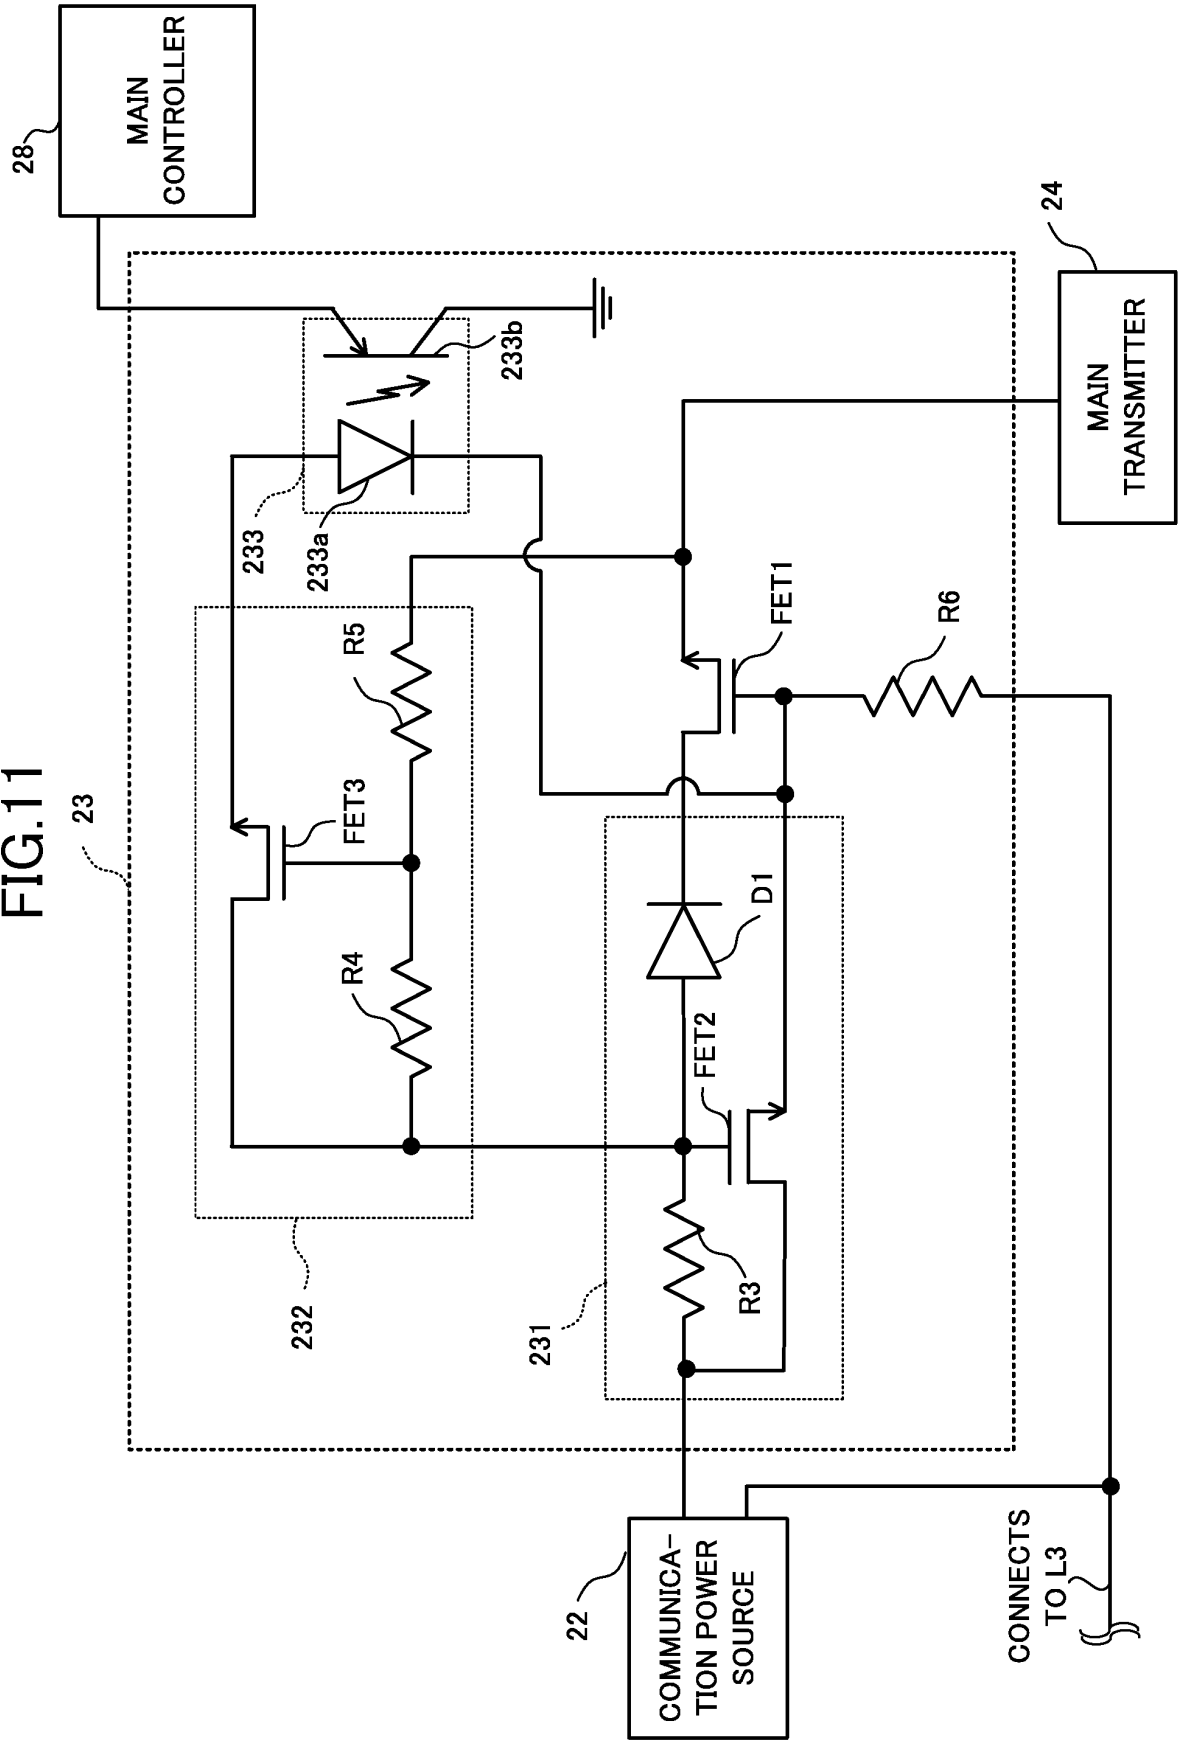 FIG.11
23
232
R4
FET3
R5
233
233a
233b
28
MAIN
CONTROLLER
22
COMMUNICA-
TION POWER
SOURCE
231
R3
FET2
D1
FET1
R6
24
MAIN
TRANSMITTER
CONNECTS
TO L3